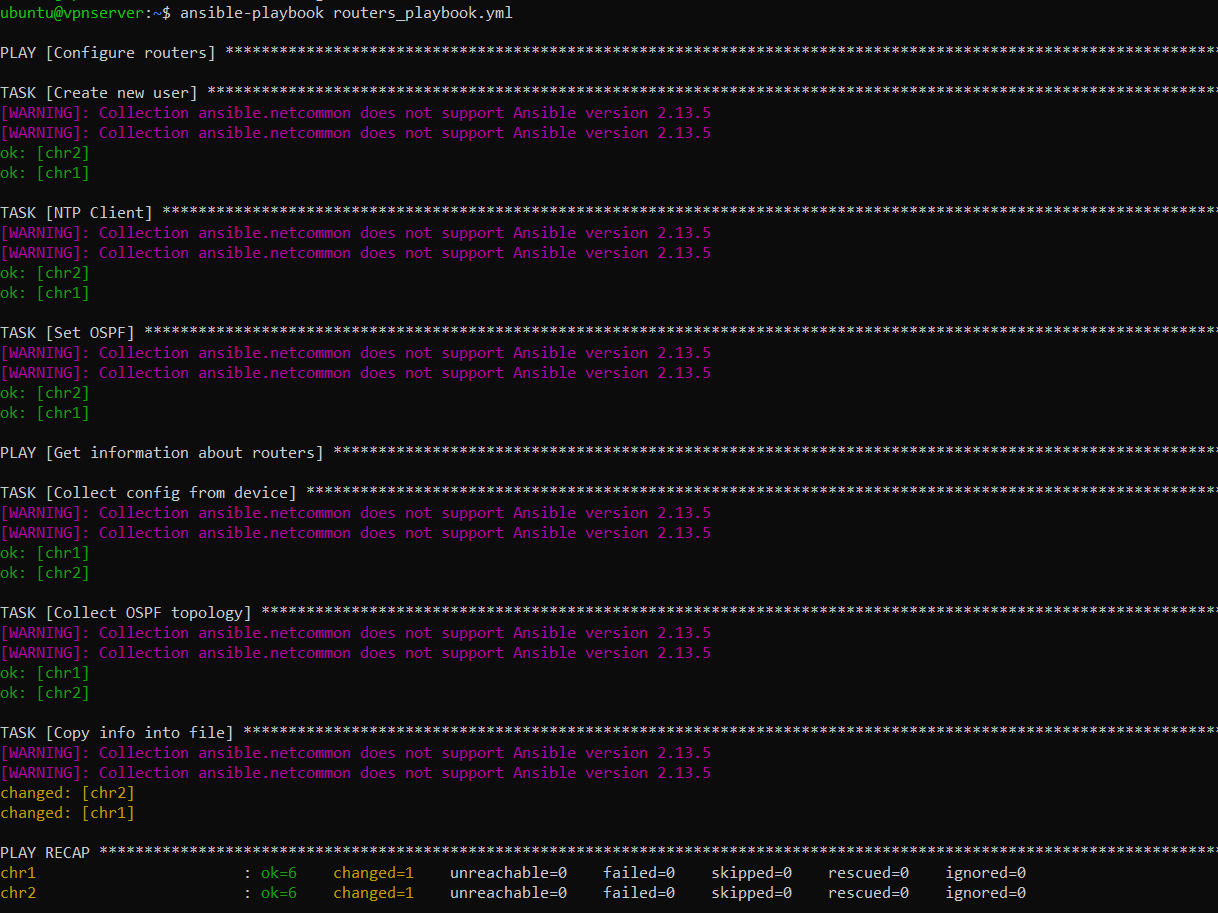 ubuntu@vpnserver:~$ ansible-playbook routers_playbook.yml
PLAY [Configure routers] **************************************************************************************************************
TASK [Create new user] ****************************************************************************************************************
[WARNING]: Collection ansible.netcommon does not support Ansible version 2.13.5
[WARNING]: Collection ansible.netcommon does not support Ansible version 2.13.5
ok: [chr2]
ok: [chr1]
TASK [NTP Client] *********************************************************************************************************************
[WARNING]: Collection ansible.netcommon does not support Ansible version 2.13.5
[WARNING]: Collection ansible.netcommon does not support Ansible version 2.13.5
ok: [chr2]
ok: [chr1]
TASK [Set OSPF] ***********************************************************************************************************************
[WARNING]: Collection ansible.netcommon does not support Ansible version 2.13.5
[WARNING]: Collection ansible.netcommon does not support Ansible version 2.13.5
ok: [chr2]
ok: [chr1]
PLAY [Get information about routers] **************************************************************************************************
TASK [Collect config from device] *****************************************************************************************************
[WARNING]: Collection ansible.netcommon does not support Ansible version 2.13.5
[WARNING]: Collection ansible.netcommon does not support Ansible version 2.13.5
ok: [chr1]
ok: [chr2]
TASK [Collect OSPF topology] **********************************************************************************************************
[WARNING]: Collection ansible.netcommon does not support Ansible version 2.13.5
[WARNING]: Collection ansible.netcommon does not support Ansible version 2.13.5
ok: [chr1]
ok: [chr2]
TASK [Copy info into file] ************************************************************************************************************
[WARNING]: Collection ansible.netcommon does not support Ansible version 2.13.5
[WARNING]: Collection ansible.netcommon does not support Ansible version 2.13.5
changed: [chr2]
changed: [chr1]
PLAY RECAP ****************************************************************************************************************************
chr1                       : ok=6    changed=1    unreachable=0    failed=0    skipped=0    rescued=0    ignored=0
chr2                       : ok=6    changed=1    unreachable=0    failed=0    skipped=0    rescued=0    ignored=0